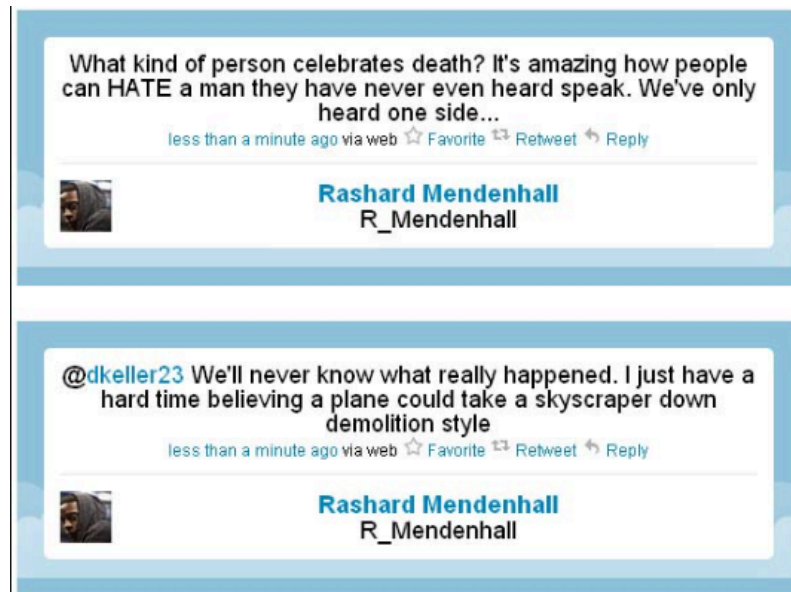 What kind of person celebrates death? It's amazing how people
can HATE a man they have never even heard speak. We've only
heard one side...
less than a minute ago via web Favorite Retweet Reply
Rashard Mendenhall
R_Mendenhall
@dkeller23 We'll never know what really happened. I just have a
hard time believing a plane could take a skyscraper down
demolition style
less than a minute ago via web Favorite Retweet Reply
Rashard Mendenhall
R_Mendenhall